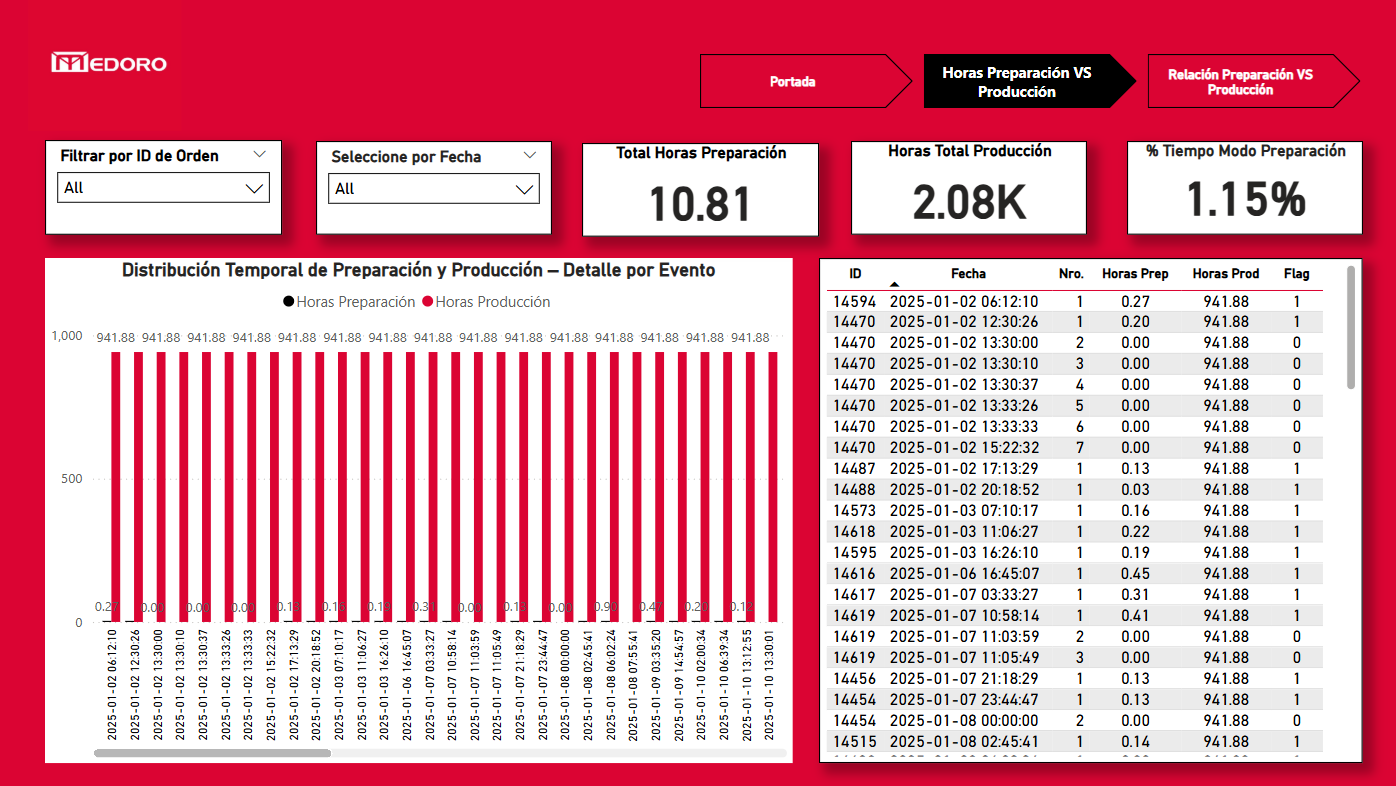 MEDORO
Portada
Horas Preparación VS
Producción
Relación Preparación VS
Producción
Filtrar por ID de Orden
All
Seleccione por Fecha
All
Total Horas Preparación
10.81
Horas Total Producción
2.08K
% Tiempo Modo Preparación
1.15%
Distribución Temporal de Preparación y Producción – Detalle por Evento
Horas Preparación Horas Producción
1,000
941.88 941.88 941.88 941.88 941.88 941.88 941.88 941.88 941.88 941.88 941.88 941.88 941.88 941.88 941.88
500
0
0.27 0.00 0.00 0.00 0.13 0.16 0.19 0.31 0.00 0.13 0.00 0.90 0.47 0.20 0.12
2025-01-02 06:12:10
2025-01-02 12:30:26
2025-01-02 13:30:00
2025-01-02 13:30:10
2025-01-02 13:30:37
2025-01-02 13:33:26
2025-01-02 13:33:33
2025-01-02 15:22:32
2025-01-02 17:13:29
2025-01-02 20:18:52
2025-01-03 07:10:17
2025-01-03 11:06:27
2025-01-03 16:26:10
2025-01-06 16:45:07
2025-01-07 03:33:27
2025-01-07 10:58:14
2025-01-07 11:03:59
2025-01-07 11:05:49
2025-01-07 21:18:29
2025-01-07 23:44:47
2025-01-08 00:00:00
2025-01-08 02:45:41
2025-01-08 06:02:24
2025-01-08 07:55:41
2025-01-09 03:35:20
2025-01-09 14:54:57
2025-01-10 02:00:34
2025-01-10 06:39:34
2025-01-10 13:12:55
2025-01-10 13:30:01
ID Fecha Nro. Horas Prep Horas Prod Flag
14594 2025-01-02 06:12:10 1 0.27 941.88 1
14470 2025-01-02 12:30:26 1 0.20 941.88 1
14470 2025-01-02 13:30:00 2 0.00 941.88 0
14470 2025-01-02 13:30:10 3 0.00 941.88 0
14470 2025-01-02 13:30:37 4 0.00 941.88 0
14470 2025-01-02 13:33:26 5 0.00 941.88 0
14470 2025-01-02 13:33:33 6 0.00 941.88 0
14470 2025-01-02 15:22:32 7 0.00 941.88 0
14487 2025-01-02 17:13:29 1 0.13 941.88 1
14488 2025-01-02 20:18:52 1 0.03 941.88 1
14573 2025-01-03 07:10:17 1 0.16 941.88 1
14618 2025-01-03 11:06:27 1 0.22 941.88 1
14595 2025-01-03 16:26:10 1 0.19 941.88 1
14616 2025-01-06 16:45:07 1 0.45 941.88 1
14617 2025-01-07 03:33:27 1 0.31 941.88 1
14619 2025-01-07 10:58:14 1 0.41 941.88 1
14619 2025-01-07 11:03:59 2 0.00 941.88 0
14619 2025-01-07 11:05:49 3 0.00 941.88 0
14456 2025-01-07 21:18:29 1 0.13 941.88 1
14454 2025-01-07 23:44:47 1 0.13 941.88 1
14454 2025-01-08 00:00:00 2 0.00 941.88 0
14515 2025-01-08 02:45:41 1 0.14 941.88 1